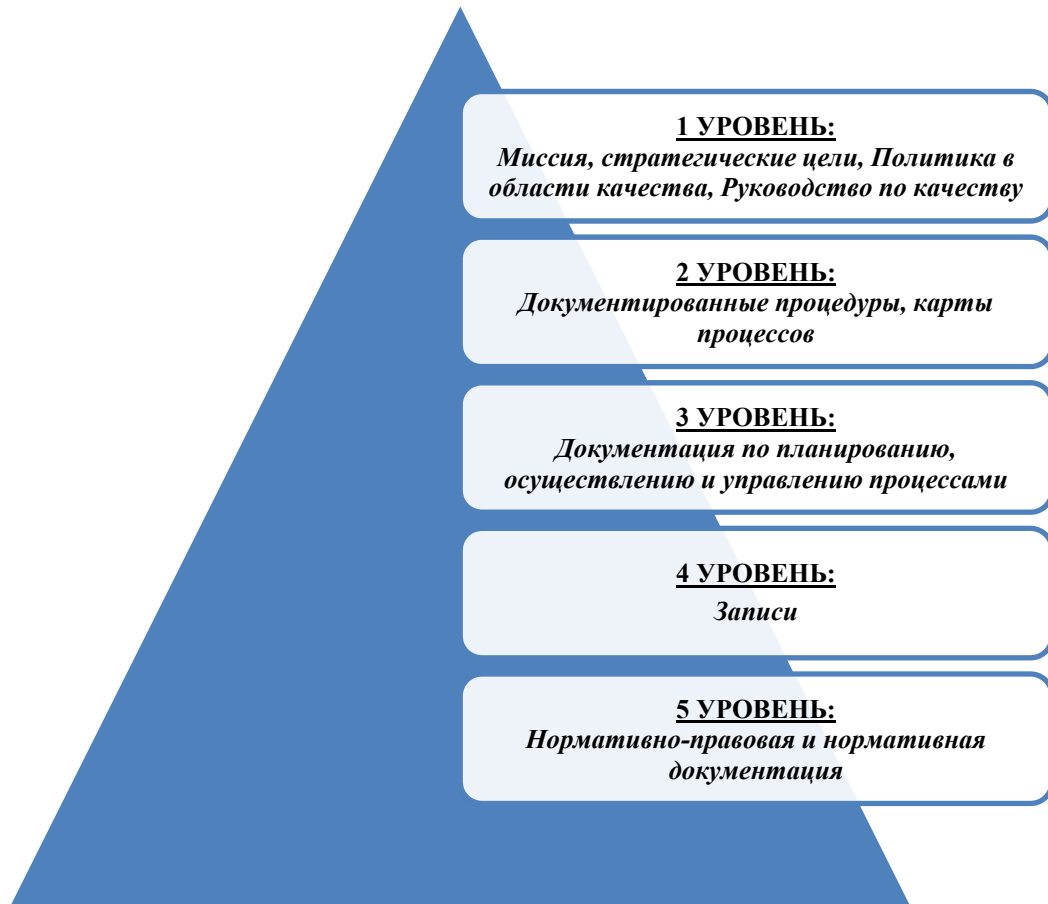 1 УРОВЕНЬ:
Миссия, стратегические цели, Политика в
области качества, Руководство по качеству
2 УРОВЕНЬ:
Документированные процедуры, карты
процессов
3 УРОВЕНЬ:
Документация по планированию,
осуществлению и управлению процессами
4 УРОВЕНЬ:
Записи
5 УРОВЕНЬ:
Нормативно-правовая и нормативная
документация